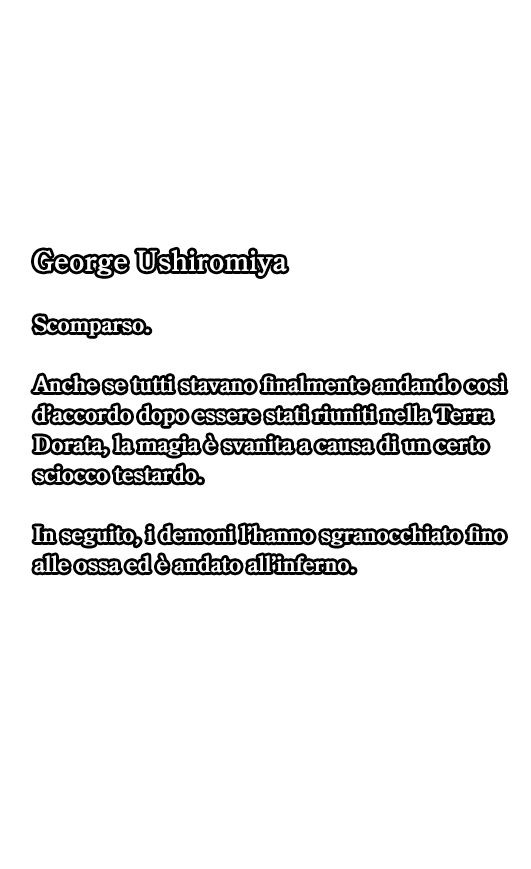 George Ushiromiya
Scomparso.
Anche se tutti stavano finalmente andando così
d'accordo dopo essere stati riuniti nella Terra
Dorata, la magia è svanita a causa di un certo
sciocco testardo.
In seguito, i demoni l'hanno sgranocchiato fino
alle ossa ed è andato all'inferno.